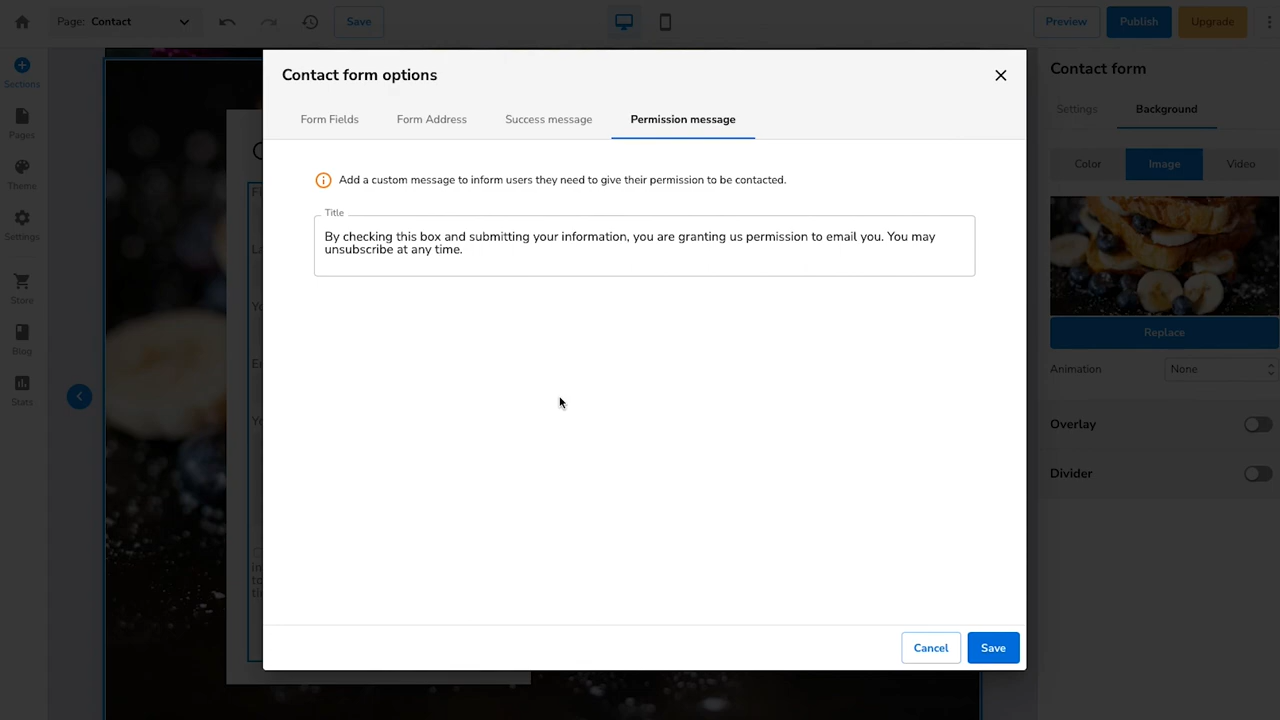 Page: Contact
Save
Preview
Publish
Upgrade
Sections
Pages
Theme
Settings
Store
Blog
Stats
Contact form options
Form Fields
Form Address
Success message
Permission message
Add a custom message to inform users they need to give their permission to be contacted.
Title
By checking this box and submitting your information, you are granting us permission to email you. You may
unsubscribe at any time.
Cancel
Save
Contact form
Settings
Background
Color
Image
Video
Replace
Animation
None
Overlay
Divider